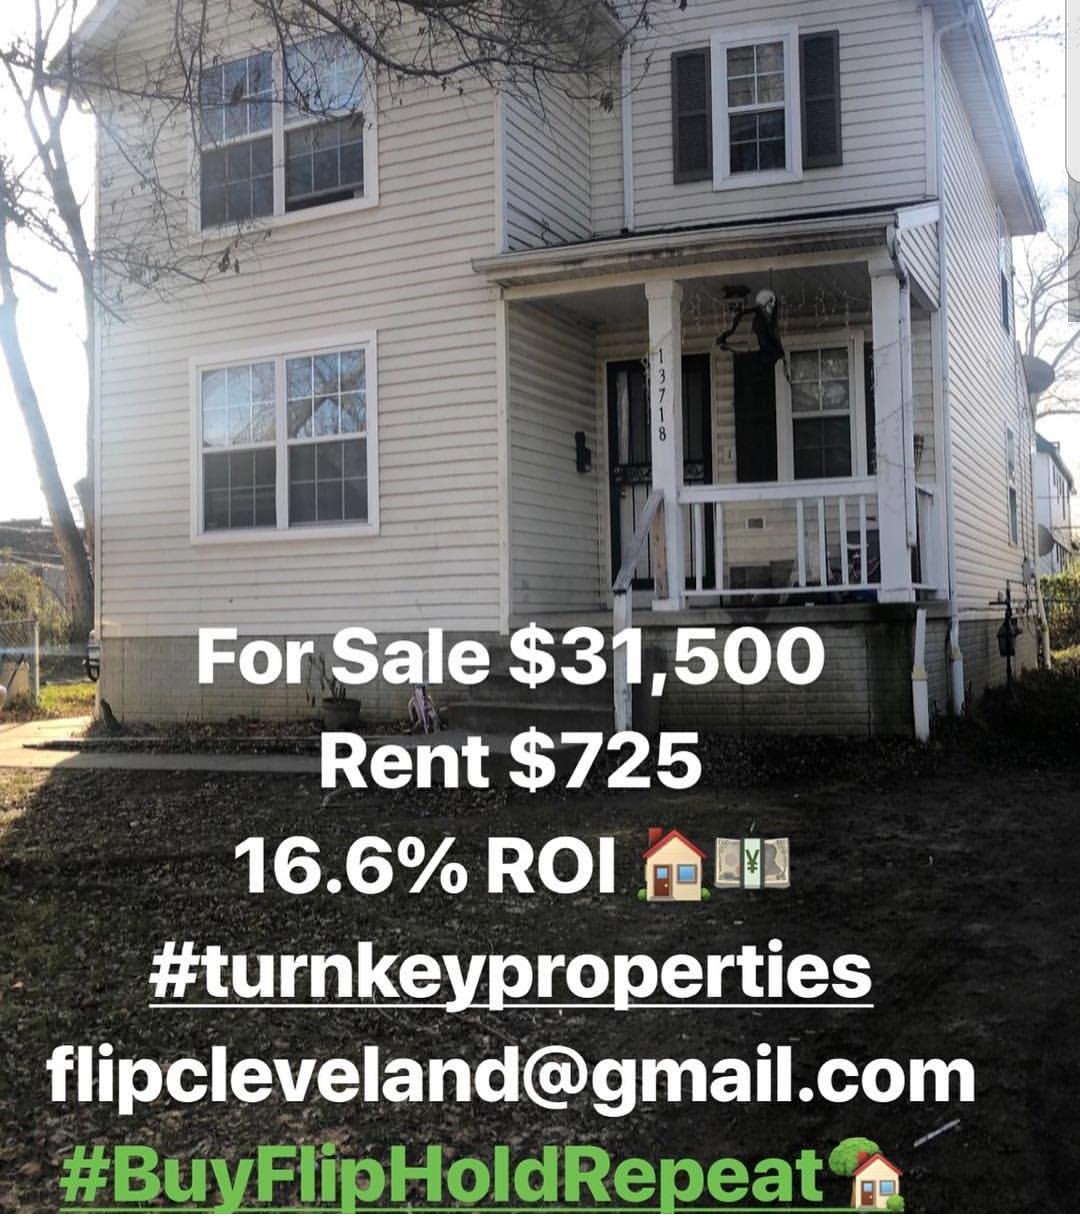 13718
For Sale $31,500
Rent $725
16.6% ROI 🏠💴
#turnkeyproperties
flipcleveland@gmail.com
#BuyFlipHoldRepeat🏡